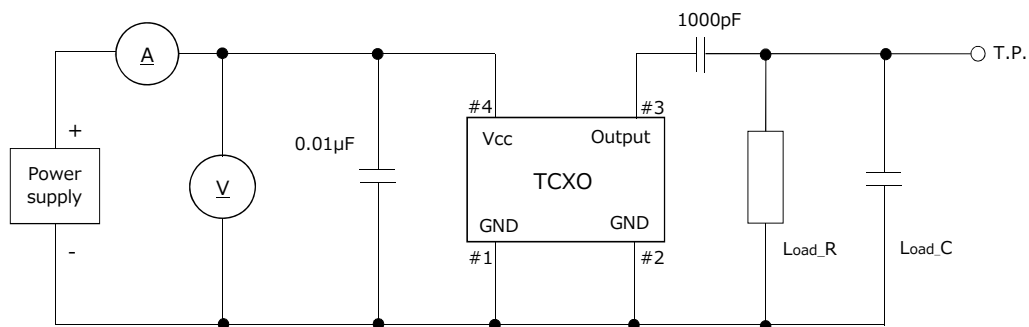 1000pF
A
T.P.
#4
#3
+
Vcc
Output
0.01µF
Power
supply
TCXO
V
GND
GND
-
#1
#2
Load_R
Load_C